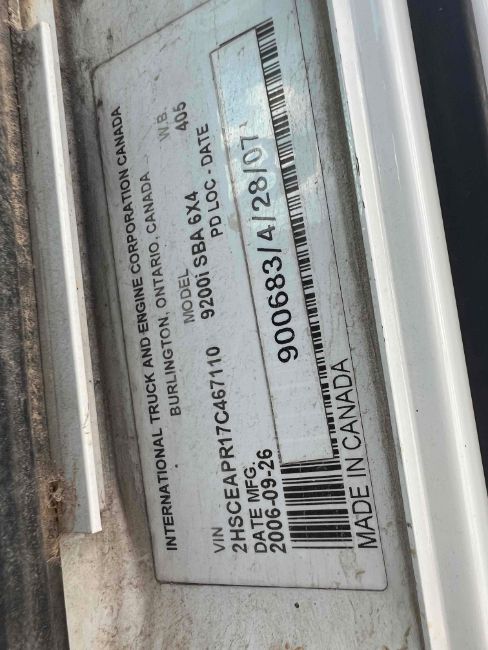 INTERNATIONAL TRUCK AND ENGINE CORPORATION CANADA
BURLINGTON, ONTARIO, CANADA
W.B.
VIN MODEL 405
2HSCEAPR17C467110 9200i SBA 6X4
DATE MFG. PD LOC - DATE
2006-09-26
900683/4/28/07
MADE IN CANADA